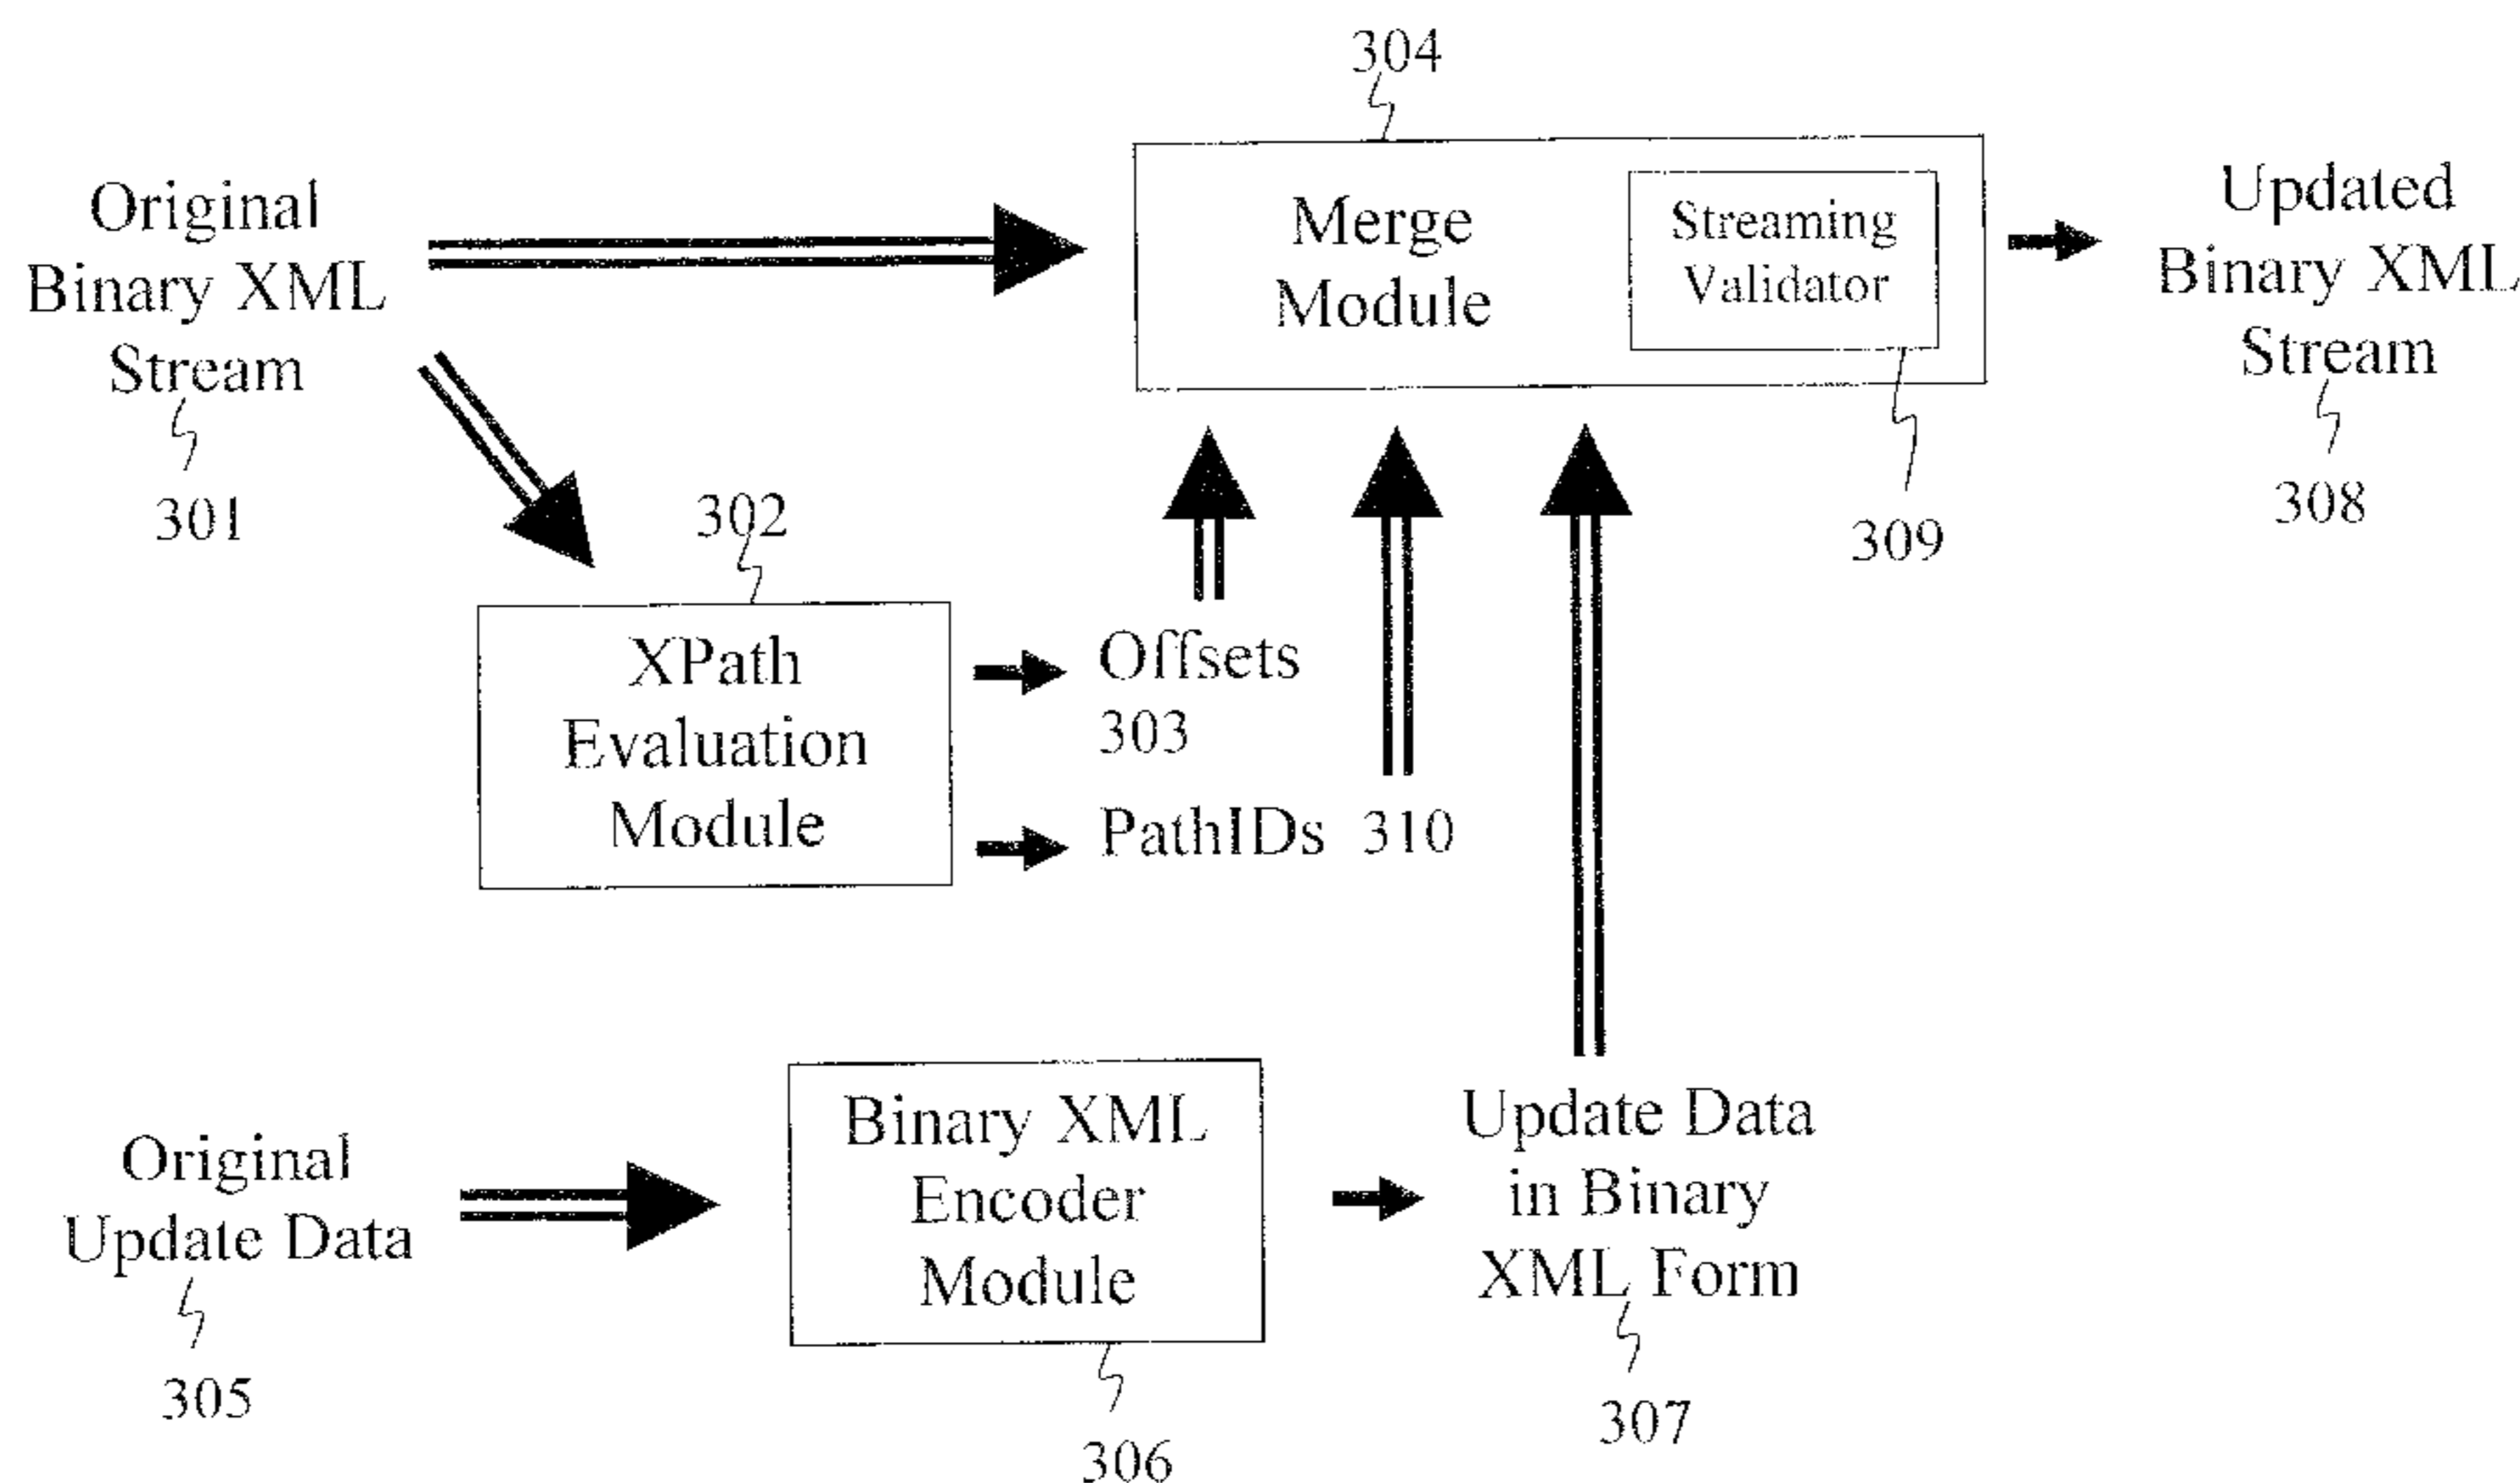 304
Original
Binary XML
Stream
301
Merge
Module
Streaming
Validator
309
Updated
Binary XML
Stream
308
302
XPath
Evaluation
Module
Offsets
303
PathIDs 310
Original
Update Data
305
Binary XML
Encoder
Module
306
Update Data
in Binary
XML Form
307